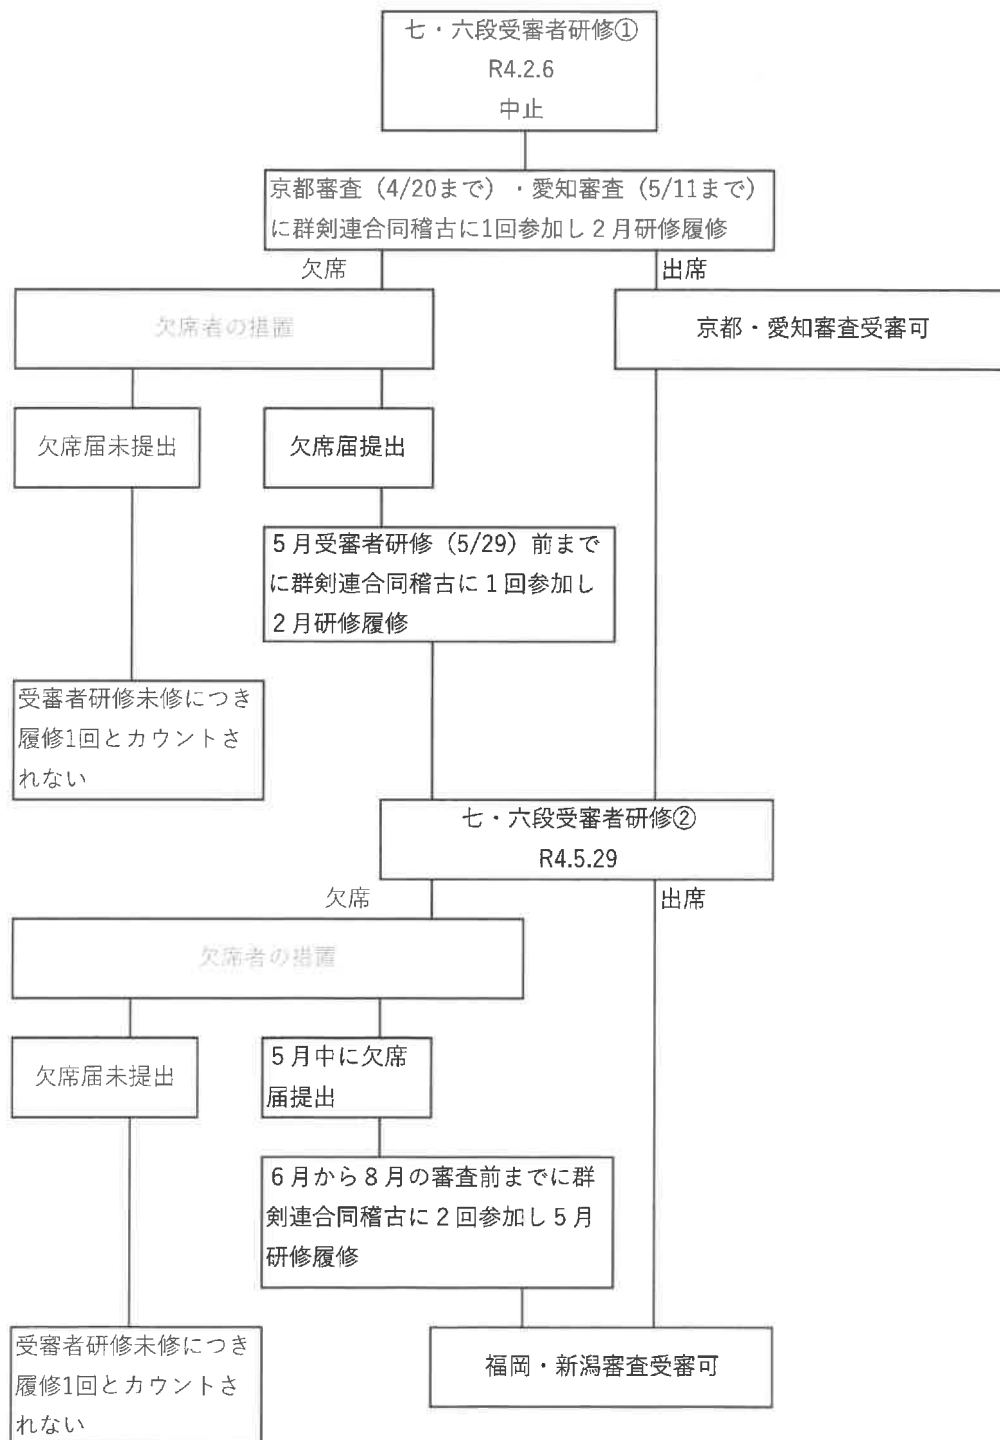 七・六段受審者研修①
R4.2.6
中止
京都審査（4/20まで）・愛知審査（5/11まで）
に群剣連合同稽古に1回参加し２月研修履修
欠席
出席
欠席者の措置
京都・愛知審査受審可
欠席届未提出
欠席届提出
５月受審者研修（5/29）前まで
に群剣連合同稽古に１回参加し
２月研修履修
受審者研修未修につき
履修1回とカウントさ
れない
七・六段受審者研修②
R4.5.29
欠席
出席
欠席者の措置
欠席届未提出
５月中に欠席
届提出
６月から８月の審査前までに群
剣連合同稽古に２回参加し５月
研修履修
受審者研修未修につき
履修1回とカウントさ
れない
福岡・新潟審査受審可